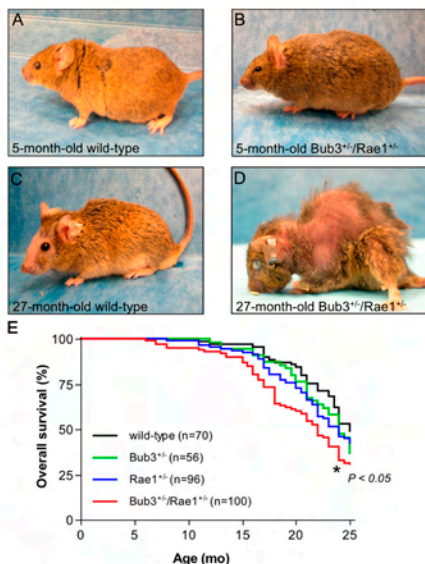 A
5-month-old wild-type
B
5-month-old Bub3⁺/⁻/Rae1⁺/⁻
C
27-month-old wild-type
D
27-month-old Bub3⁺/⁻/Rae1⁺/⁻
E
Overall survival (%)
100
75
50
25
0
wild-type (n=70)
Bub3⁺/⁻ (n=56)
Rae1⁺/⁻ (n=96)
Bub3⁺/⁻/Rae1⁺/⁻ (n=100)
* P < 0.05
0 5 10 15 20 25
Age (mo)